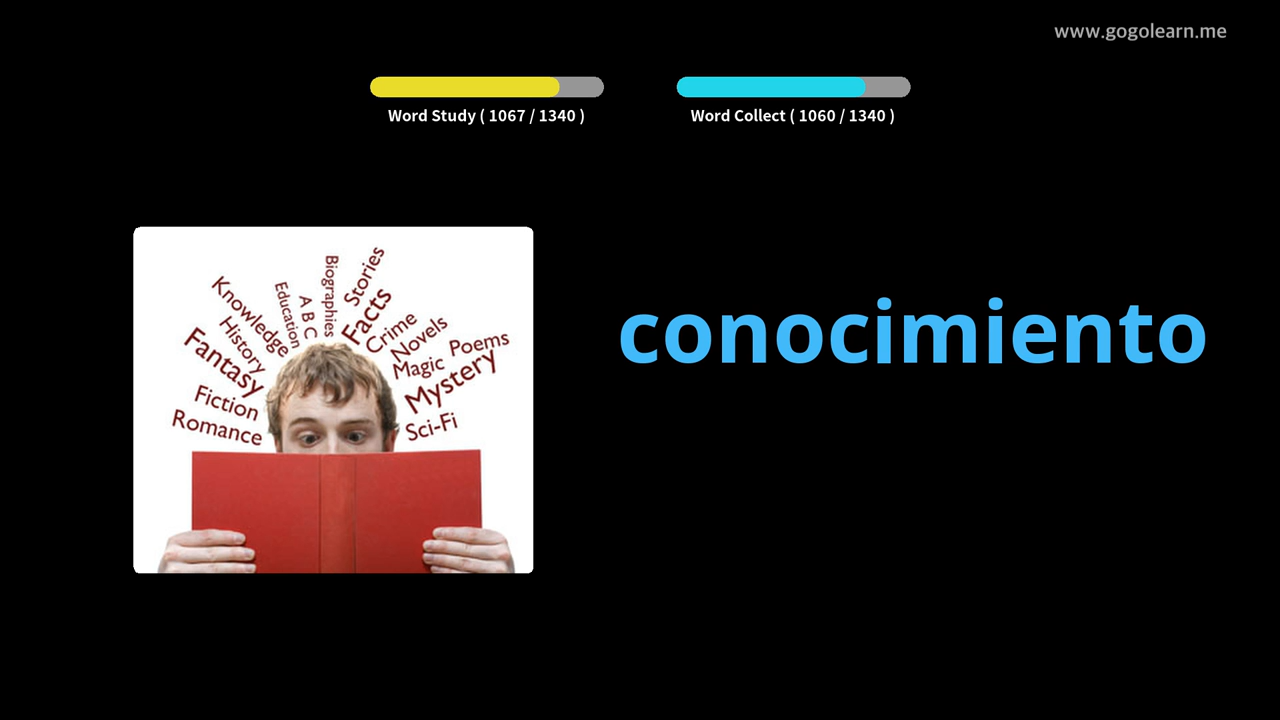 www.gogolearn.me
Word Study ( 1067 / 1340 )
Word Collect ( 1060 / 1340 )
conocimiento
Biographies
Stories
Education
A B C
Facts
Knowledge
Crime
History
Novels
Fantasy
Magic
Poems
Mystery
Fiction
Romance
Sci-Fi